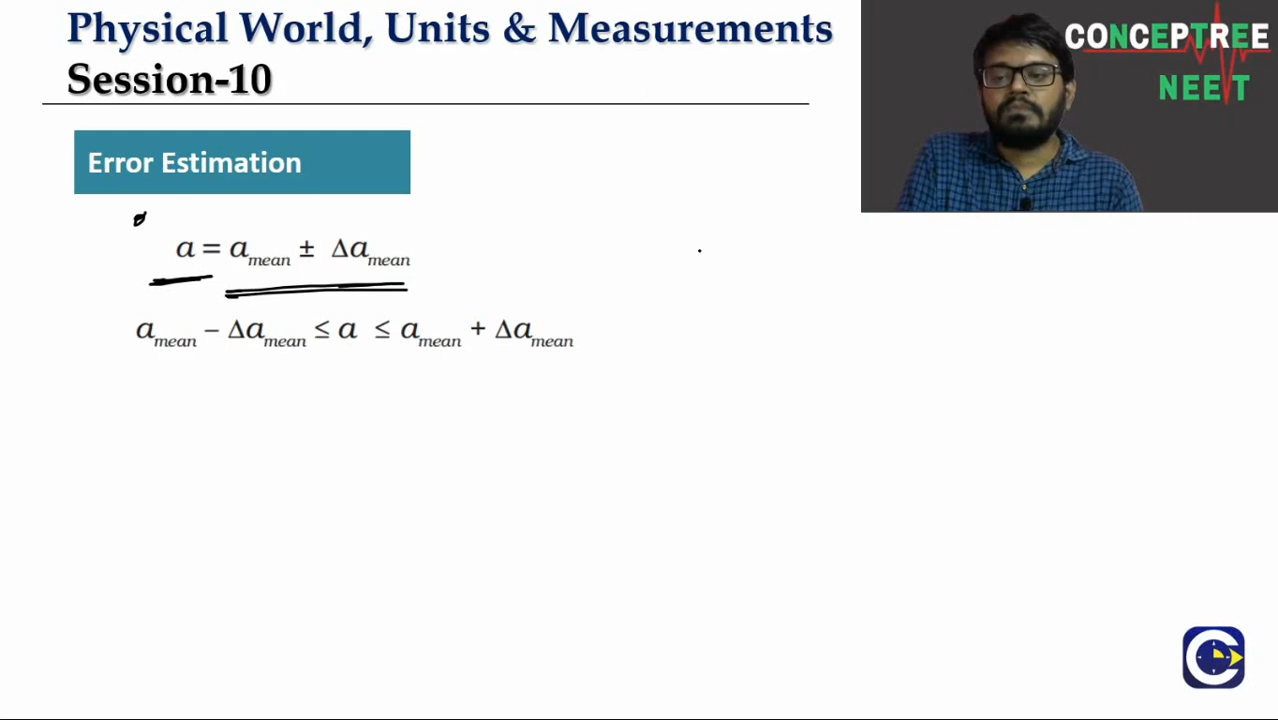 Physical World, Units & Measurements
Session-10
CONCEPTREE
NEET
Error Estimation
a = a_mean ± Δa_mean
a_mean – Δa_mean ≤ a ≤ a_mean + Δa_mean